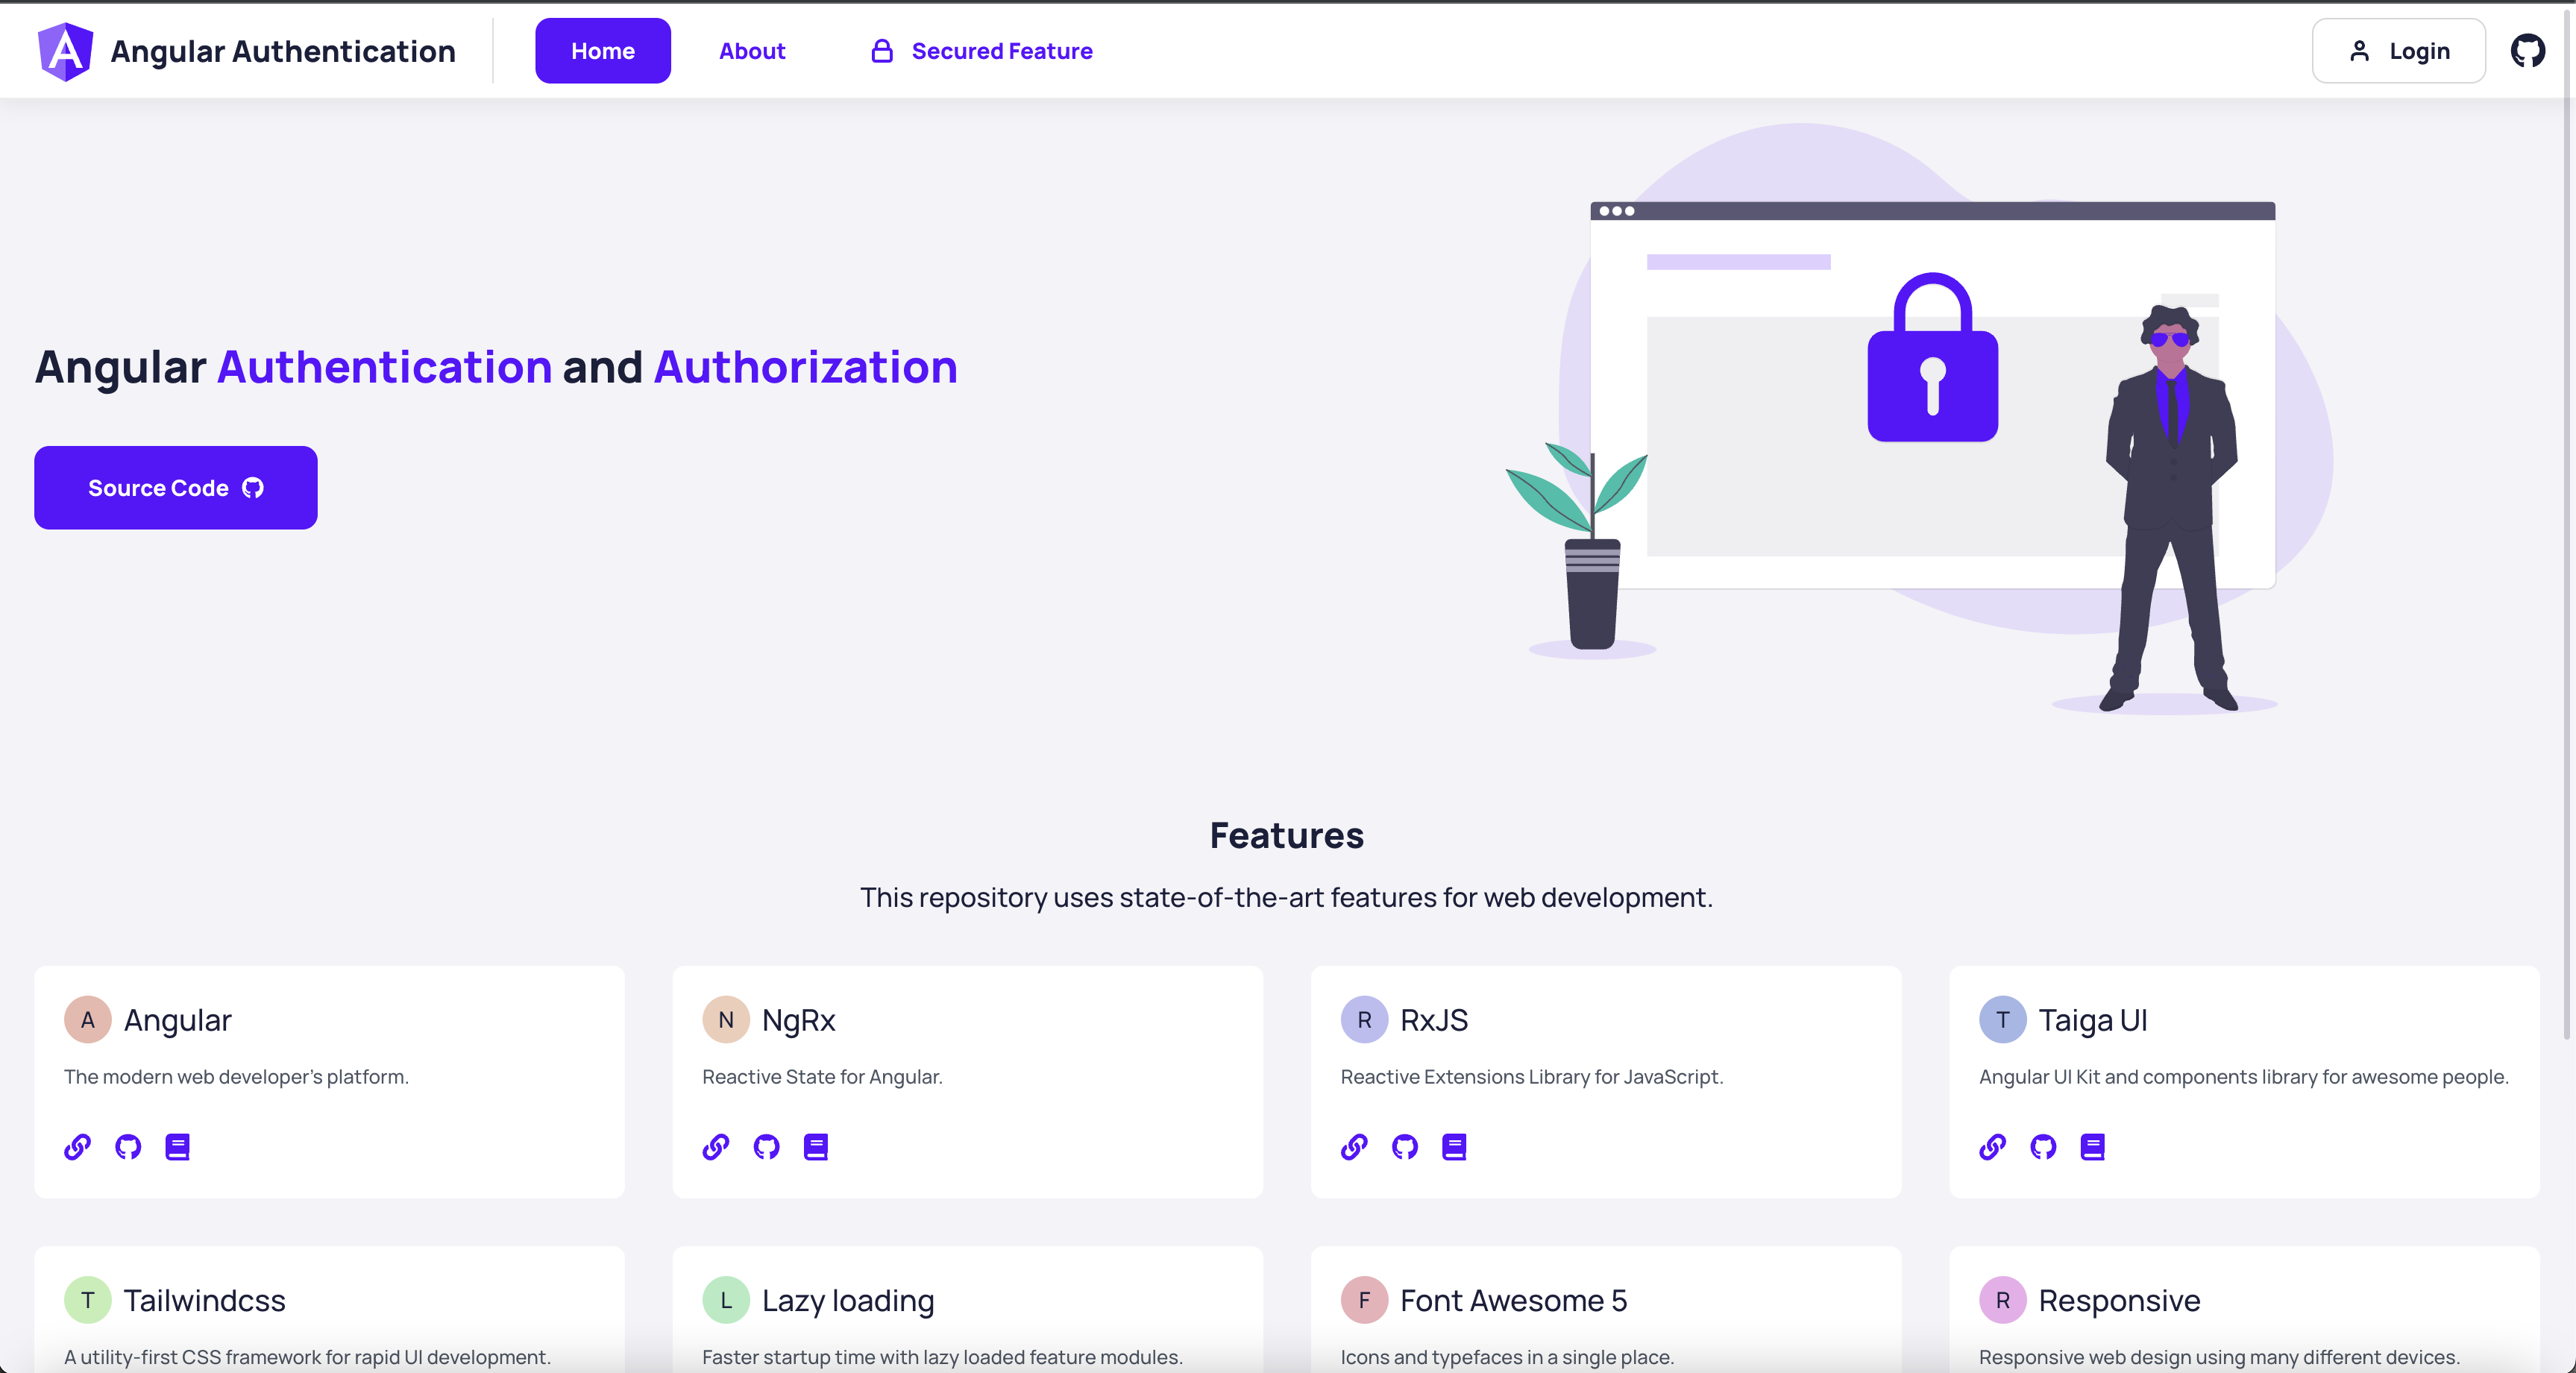 A Angular Authentication Home About Secured Feature Login
Angular Authentication and Authorization
Source Code
Features
This repository uses state-of-the-art features for web development.
A Angular
The modern web developer's platform.
N NgRx
Reactive State for Angular.
R RxJS
Reactive Extensions Library for JavaScript.
T Taiga UI
Angular UI Kit and components library for awesome people.
T Tailwindcss
A utility-first CSS framework for rapid UI development.
L Lazy loading
Faster startup time with lazy loaded feature modules.
F Font Awesome 5
Icons and typefaces in a single place.
R Responsive
Responsive web design using many different devices.